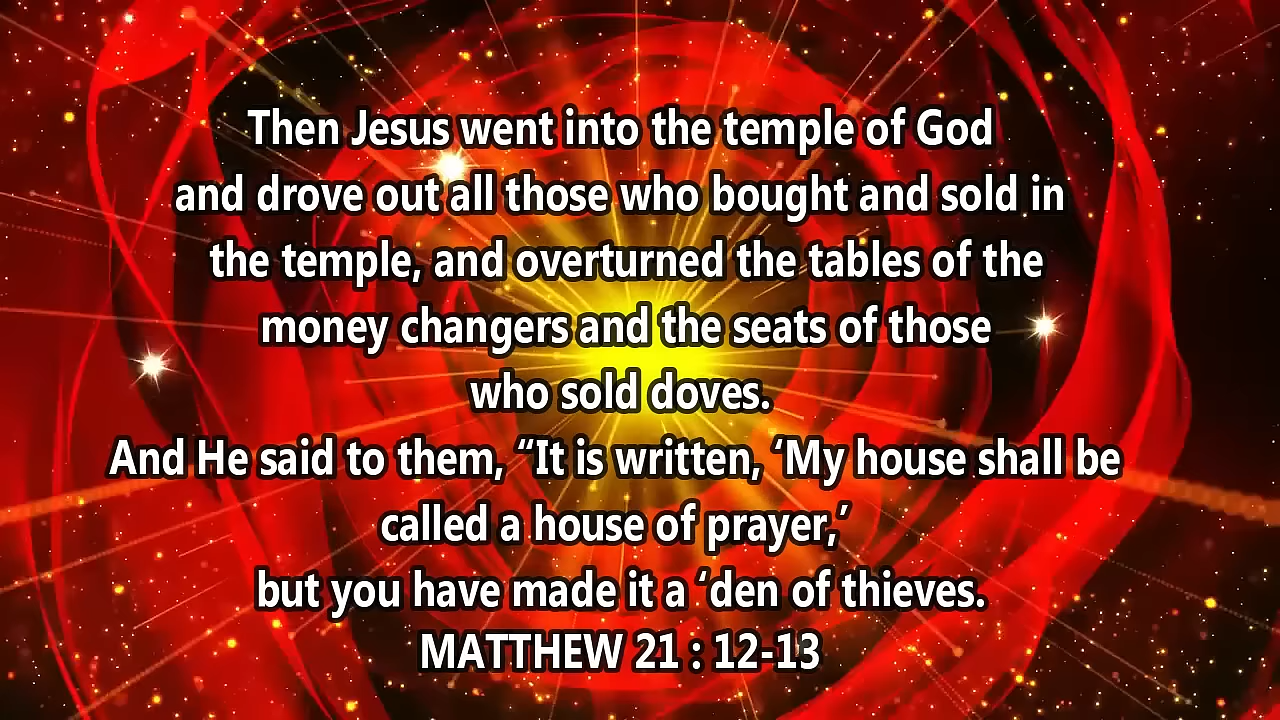 Then Jesus went into the temple of God
and drove out all those who bought and sold in
the temple, and overturned the tables of the
money changers and the seats of those
who sold doves.
And He said to them, “It is written, ‘My house shall be
called a house of prayer,’
but you have made it a ‘den of thieves.
MATTHEW 21 : 12-13